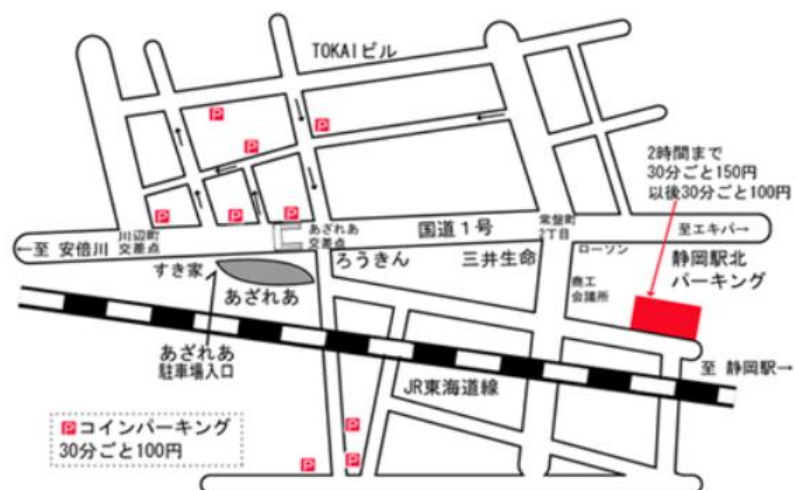 TOKAIビル
P
P
P
2時間まで
30分ごと150円
以後30分ごと100円
P
P
P
川辺町
交差点
あざれあ
交差点
国道1号
常盤町
2丁目
至エキパ→
←至 安倍川
すき家
ろうきん
三井生命
ローソン
静岡駅北
パーキング
あざれあ
商工
会議所
あざれあ
駐車場入口
至 静岡駅→
JR東海道線
Pコインパーキング
30分ごと100円
P
P
P